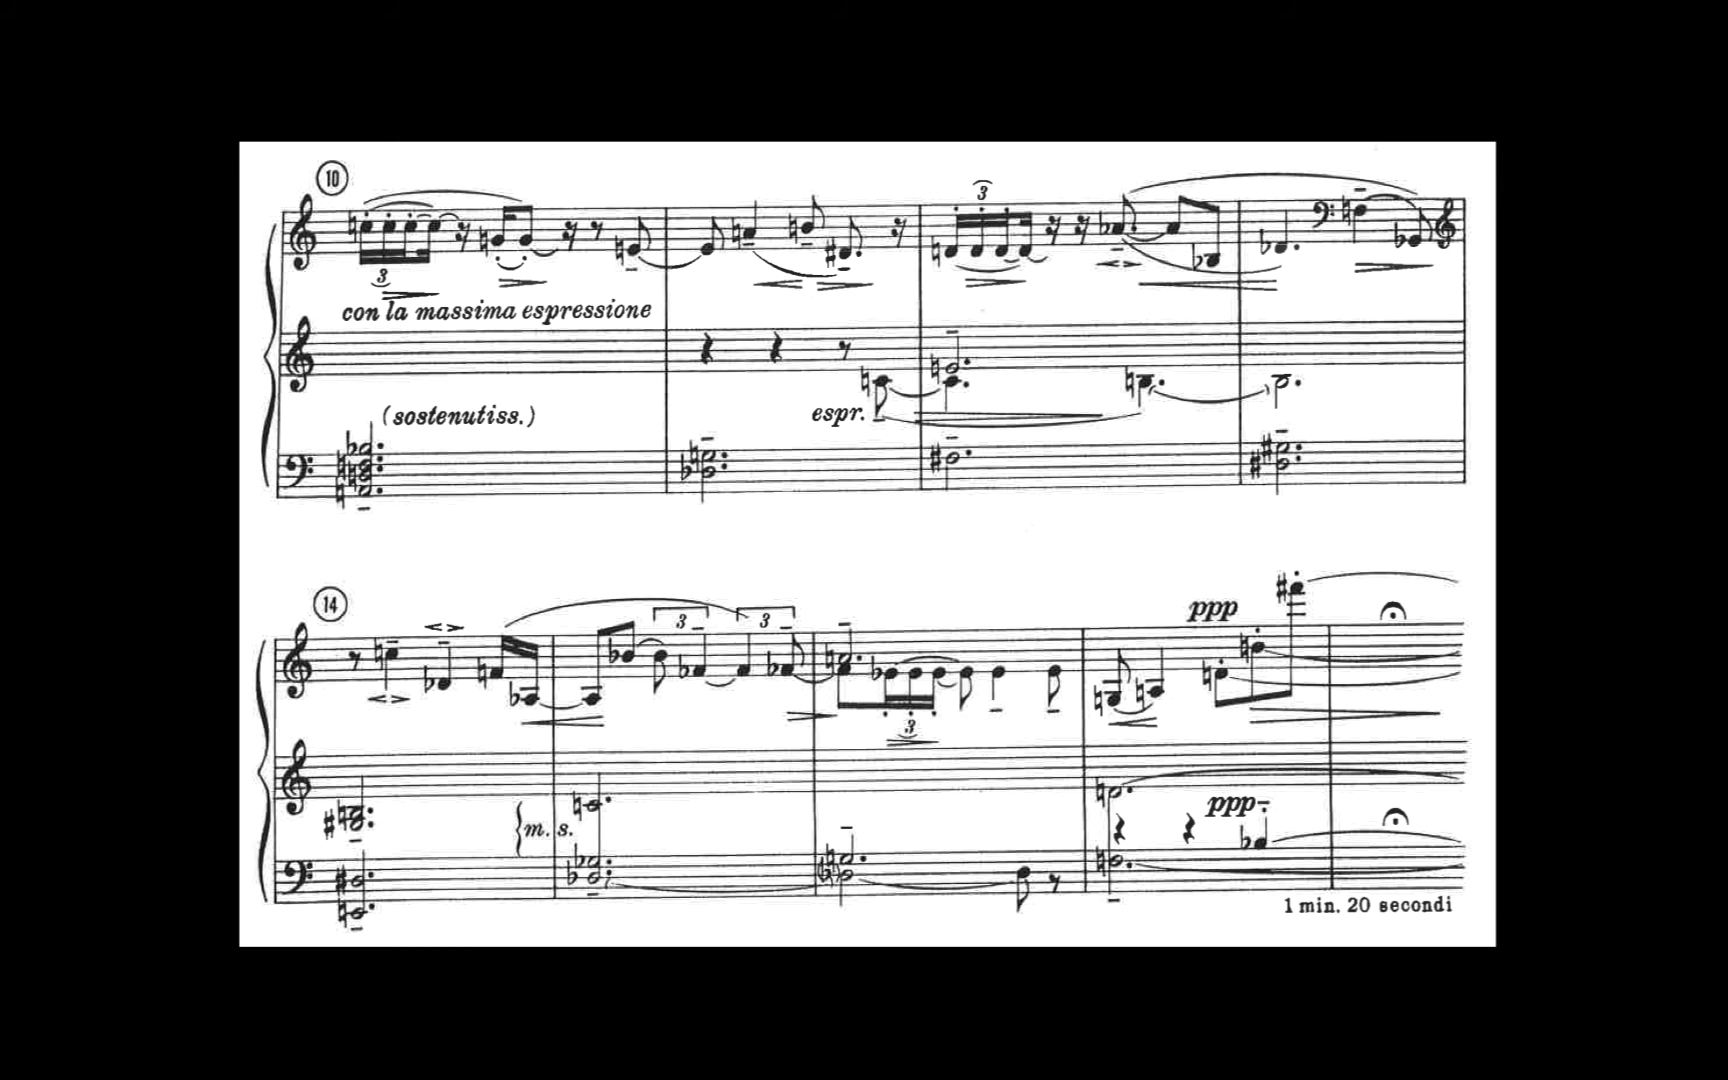 10
3
3
con la massima espressione
(sostenutiss.)
espr.
14
3
3
ppp
3
ppp
m. s.
1 min. 20 secondi